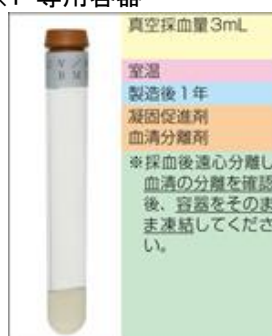 専用容器
真空採血量3mL
室温
製造後1年
凝固促進剤
血清分離剤
※採血後遠心分離し
血清の分離を確認
後、容器をそのま
ま凍結してくださ
い。